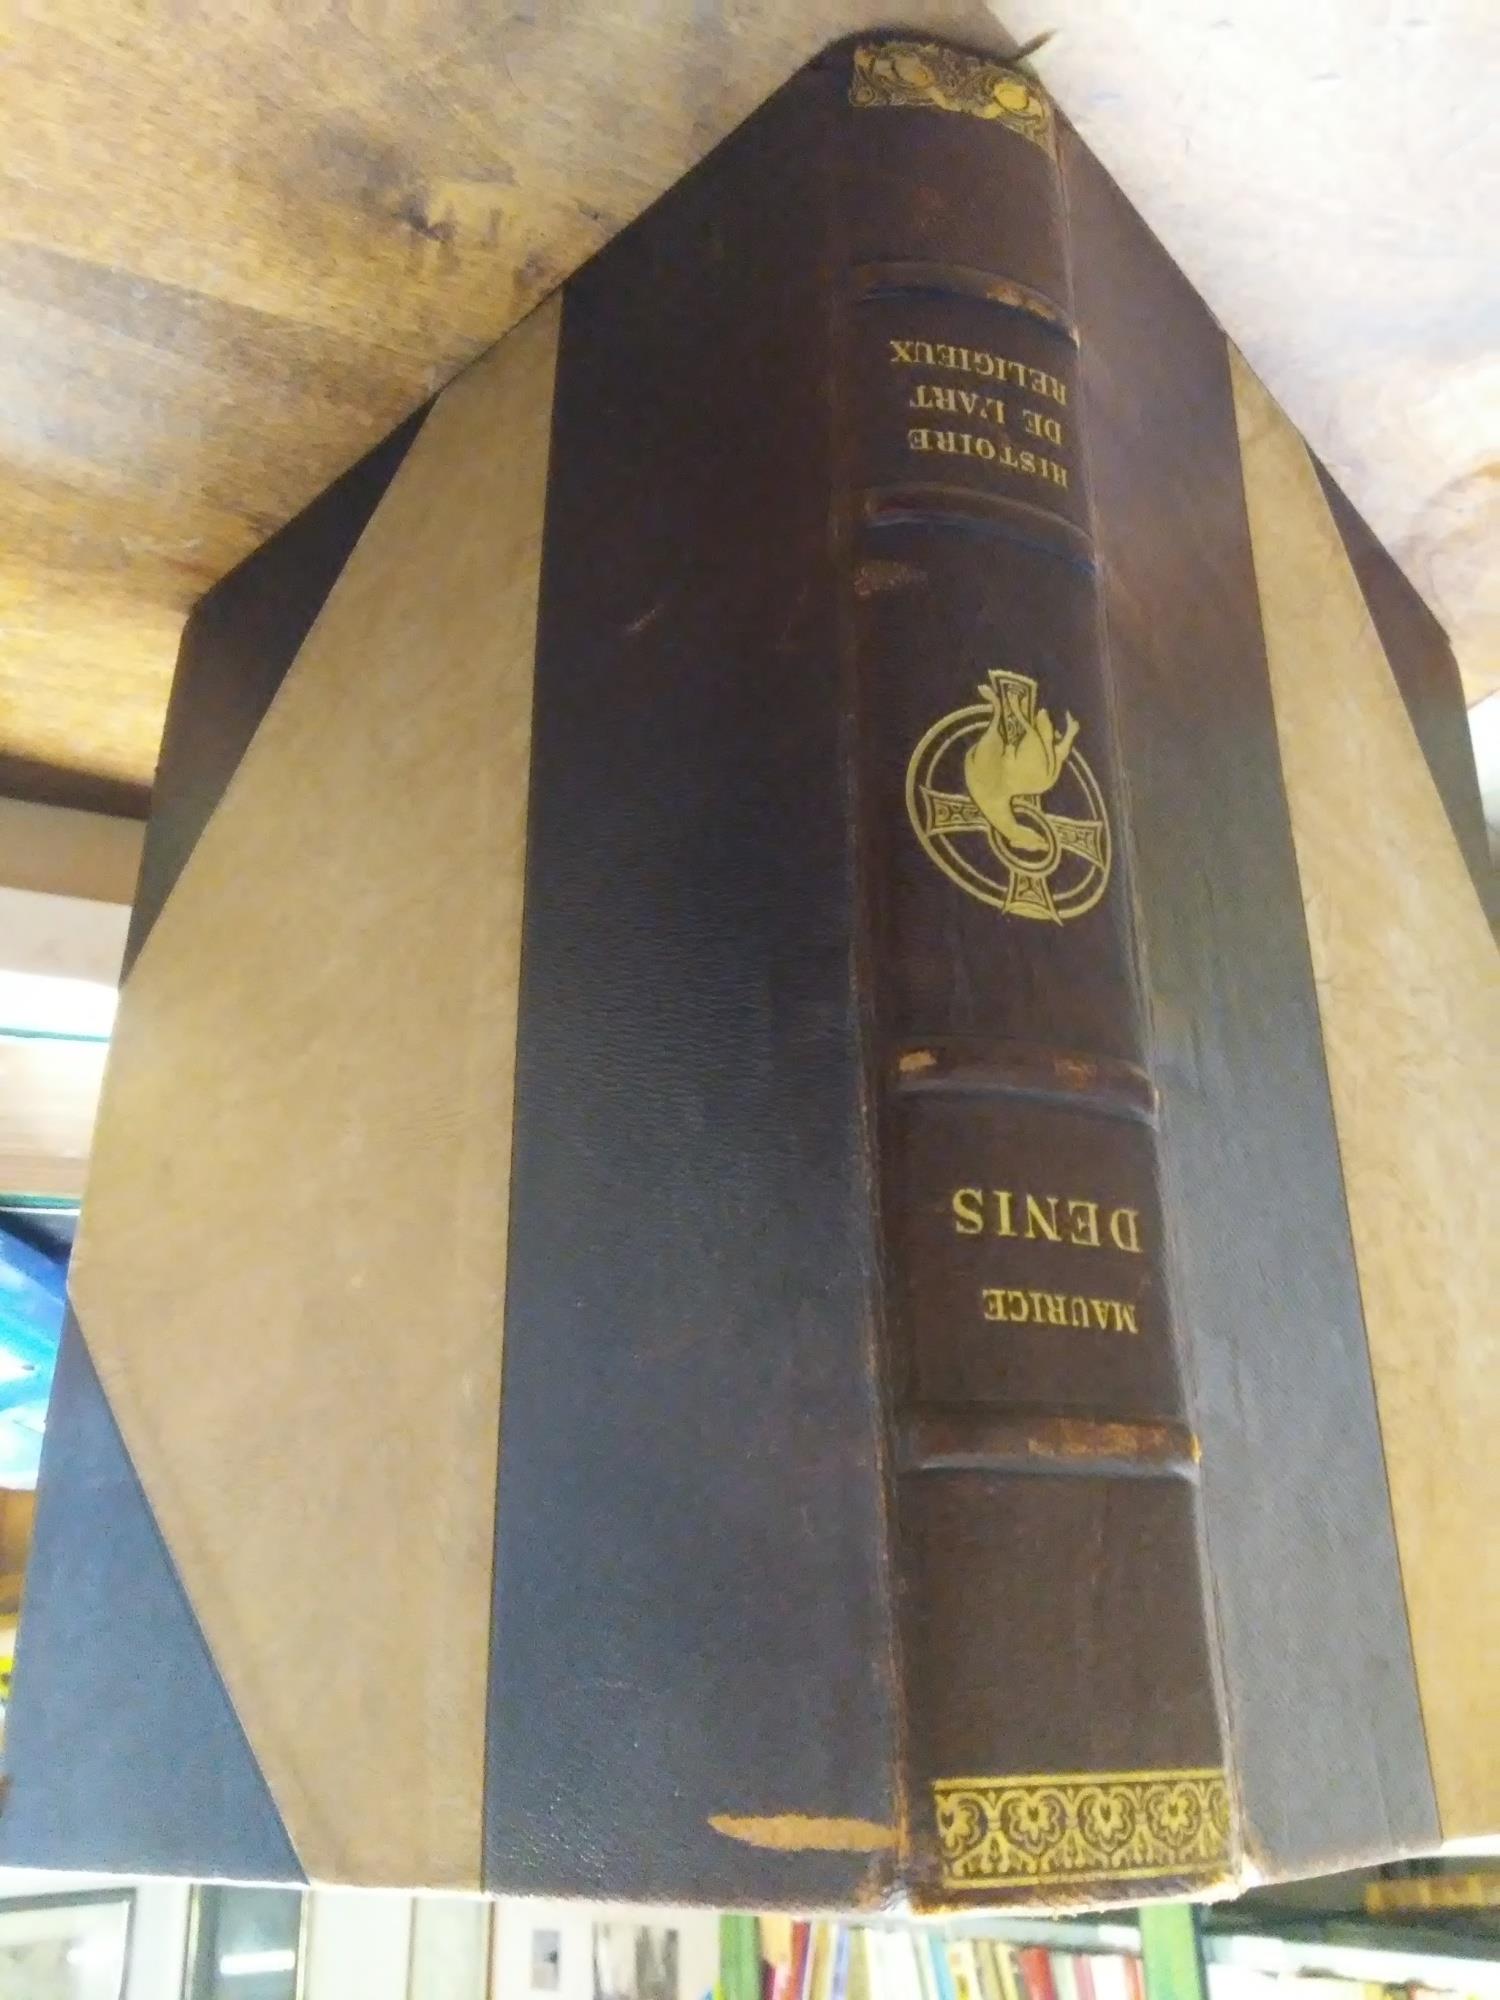 MAURICE
DENIS
HISTOIRE
DE L'ART
RELIGIEUX